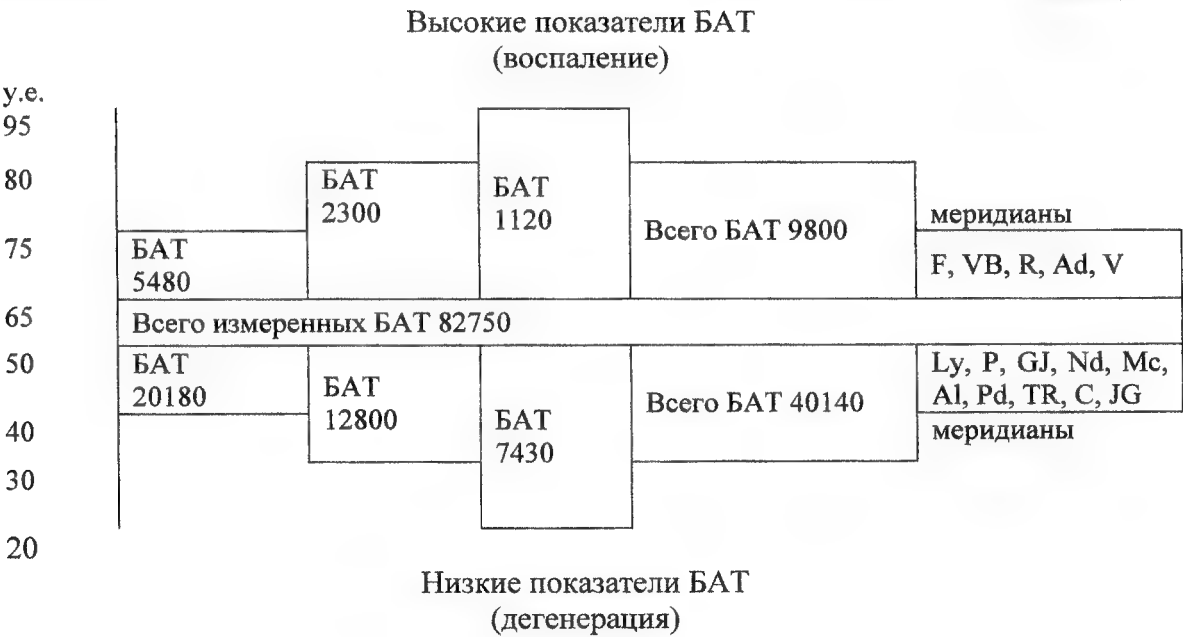 Высокие показатели БАТ
(воспаление)
у.е.
95
80
75
65
50
40
30
20
БАТ
5480
БАТ
2300
БАТ
1120
Всего БАТ 9800
меридианы
F, VB, R, Ad, V
Всего измеренных БАТ 82750
БАТ
20180
БАТ
12800
БАТ
7430
Всего БАТ 40140
Ly, P, GJ, Nd, Mc,
Al, Pd, TR, C, JG
меридианы
Низкие показатели БАТ
(дегенерация)